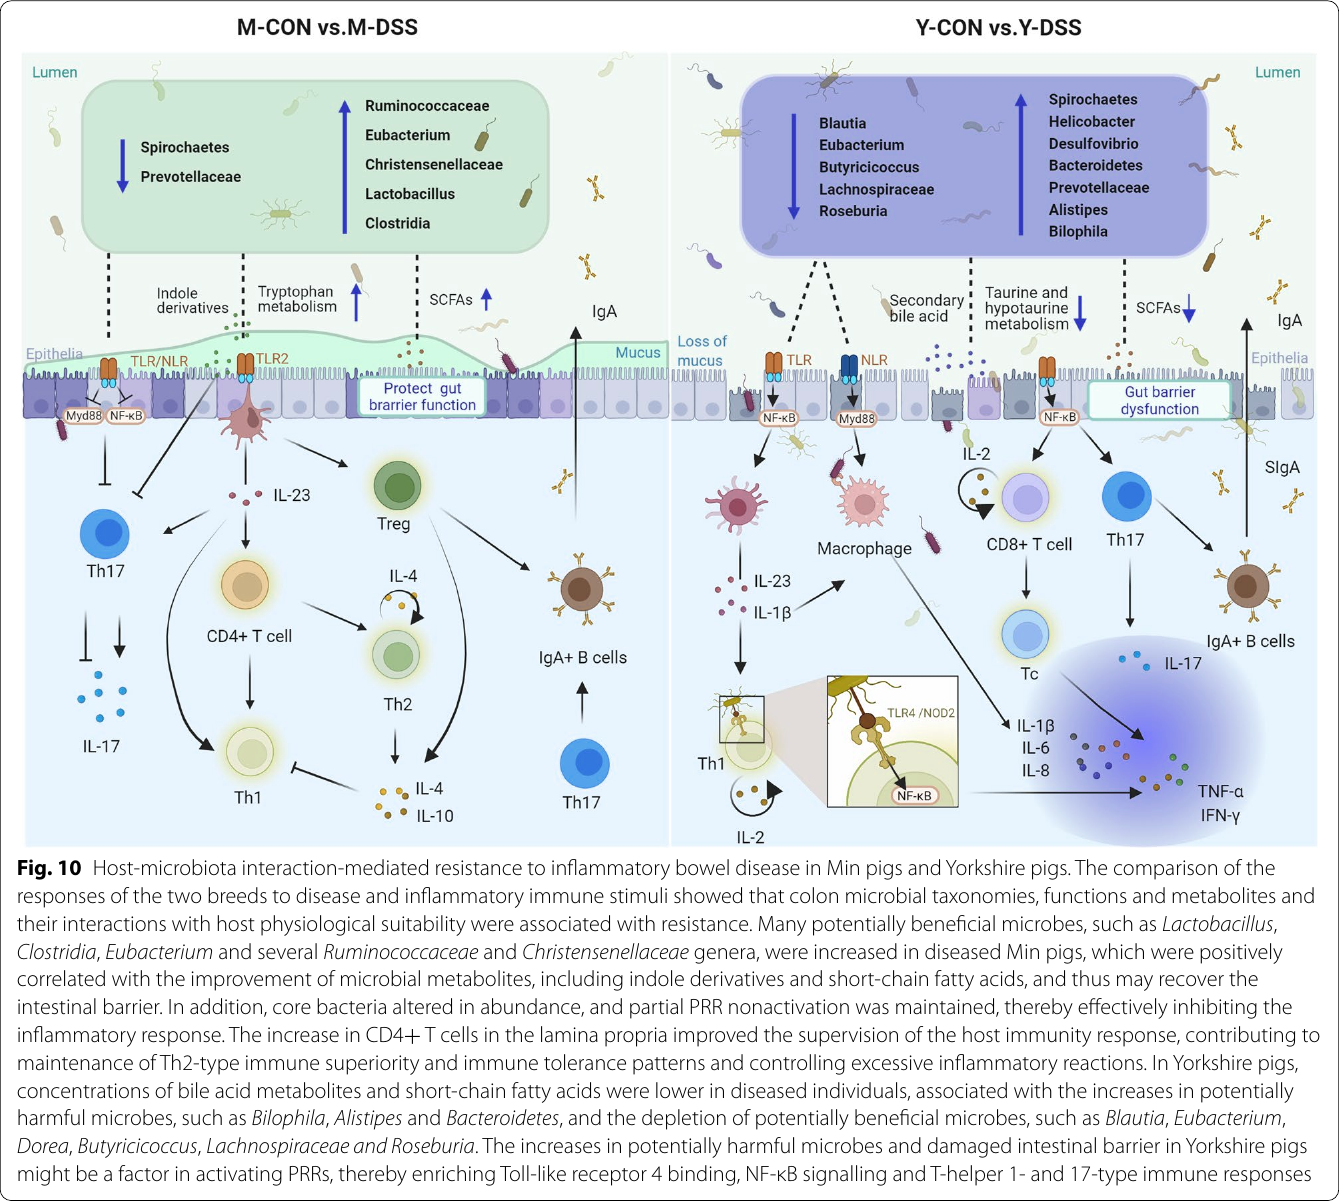 M-CON vs.M-DSS
Lumen
Spirochaetes
Prevotellaceae
Ruminococcaceae
Eubacterium
Christensenellaceae
Lactobacillus
Clostridia
Indole
derivatives
Tryptophan
metabolism
SCFAs
IgA
Epithelia
TLR/NLR
TLR2
Mucus
Protect gut
brarrier function
Myd88
NF-κB
IL-23
Treg
Th17
IL-4
CD4+ T cell
Th2
IgA+ B cells
IL-17
Th1
IL-4
IL-10
Th17
Y-CON vs.Y-DSS
Lumen
Blautia
Eubacterium
Butyricicoccus
Lachnospiraceae
Roseburia
Spirochaetes
Helicobacter
Desulfovibrio
Bacteroidetes
Prevotellaceae
Alistipes
Bilophila
Secondary
bile acid
Taurine and
hypotaurine
metabolism
SCFAs
IgA
Loss of
mucus
TLR
NLR
Epithelia
Gut barrier
dysfunction
NF-κB
Myd88
NF-κB
IL-2
SIgA
Macrophage
CD8+ T cell
Th17
IL-23
IL-1β
IgA+ B cells
Tc
IL-17
TLR4 /NOD2
Th1
IL-1β
IL-6
IL-8
NF-κB
TNF-α
IFN-γ
IL-2
Fig. 10 Host-microbiota interaction-mediated resistance to inflammatory bowel disease in Min pigs and Yorkshire pigs. The comparison of the
responses of the two breeds to disease and inflammatory immune stimuli showed that colon microbial taxonomies, functions and metabolites and
their interactions with host physiological suitability were associated with resistance. Many potentially beneficial microbes, such as Lactobacillus,
Clostridia, Eubacterium and several Ruminococcaceae and Christensenellaceae genera, were increased in diseased Min pigs, which were positively
correlated with the improvement of microbial metabolites, including indole derivatives and short-chain fatty acids, and thus may recover the
intestinal barrier. In addition, core bacteria altered in abundance, and partial PRR nonactivation was maintained, thereby effectively inhibiting the
inflammatory response. The increase in CD4+ T cells in the lamina propria improved the supervision of the host immunity response, contributing to
maintenance of Th2-type immune superiority and immune tolerance patterns and controlling excessive inflammatory reactions. In Yorkshire pigs,
concentrations of bile acid metabolites and short-chain fatty acids were lower in diseased individuals, associated with the increases in potentially
harmful microbes, such as Bilophila, Alistipes and Bacteroidetes, and the depletion of potentially beneficial microbes, such as Blautia, Eubacterium,
Dorea, Butyricicoccus, Lachnospiraceae and Roseburia. The increases in potentially harmful microbes and damaged intestinal barrier in Yorkshire pigs
might be a factor in activating PRRs, thereby enriching Toll-like receptor 4 binding, NF-κB signalling and T-helper 1- and 17-type immune responses